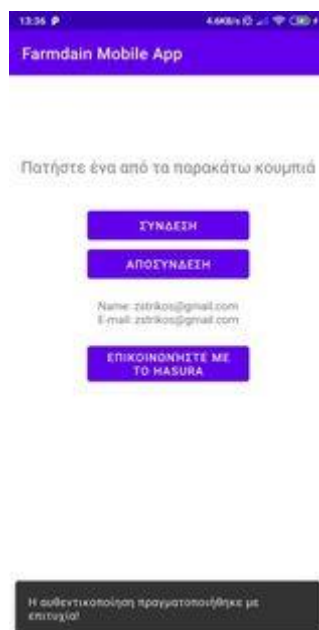 13:36
Farmdain Mobile App
Πατήστε ένα από τα παρακάτω κουμπιά
ΣΥΝΔΕΣΗ
ΑΠΟΣΥΝΔΕΣΗ
Name: zstrikos@gmail.com
E-mail: zstrikos@gmail.com
ΕΠΙΚΟΙΝΩΝΉΣΤΕ ΜΕ
ΤΟ HASURA
Η αυθεντικοποίηση πραγματοποιήθηκε με
επιτυχία!